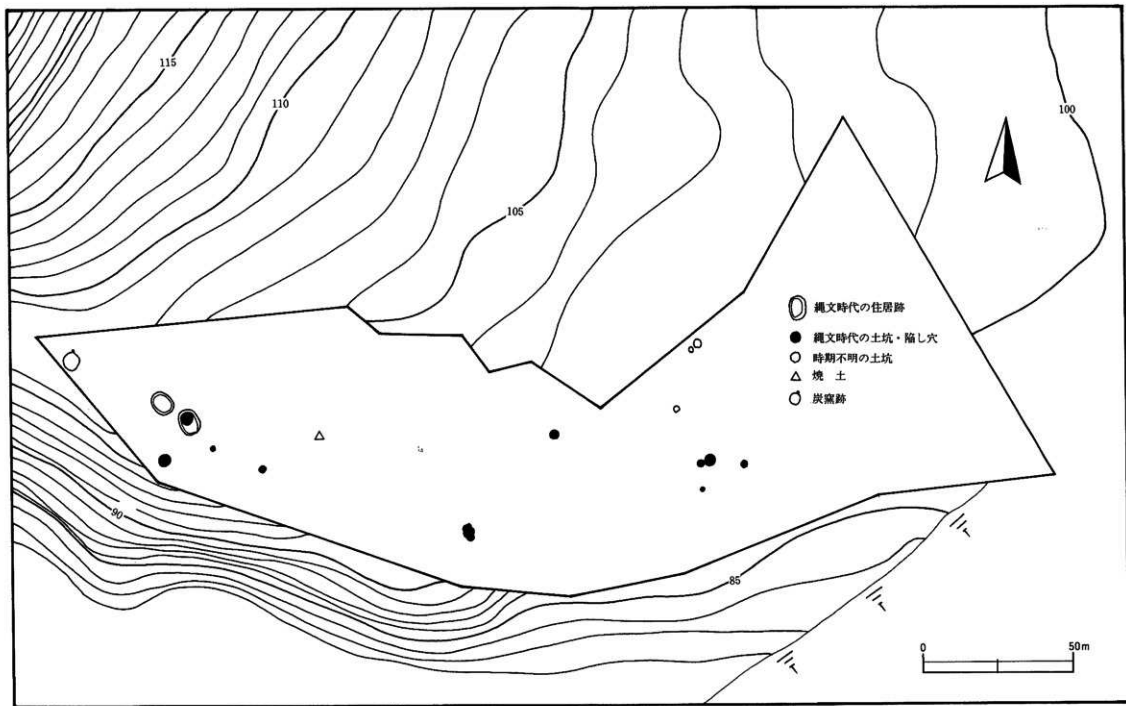 115
110
105
100
縄文時代の住居跡
縄文時代の土坑・陥し穴
時期不明の土坑
焼 土
炭窯跡
90
85
0 50m